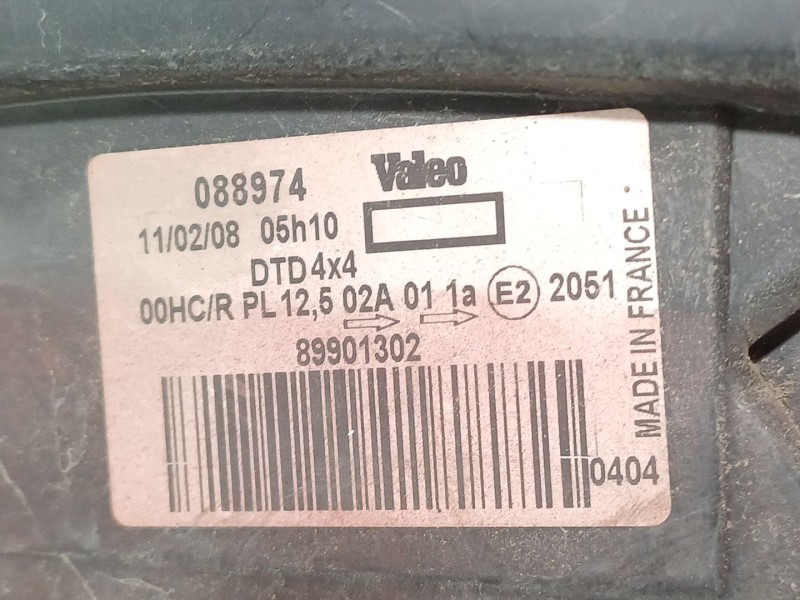 088974 Valeo
11/02/08 05h10
DTD 4x4
00HC/R PL 12,5 02A 01 1a E2 2051
89901302
0404
MADE IN FRANCE .